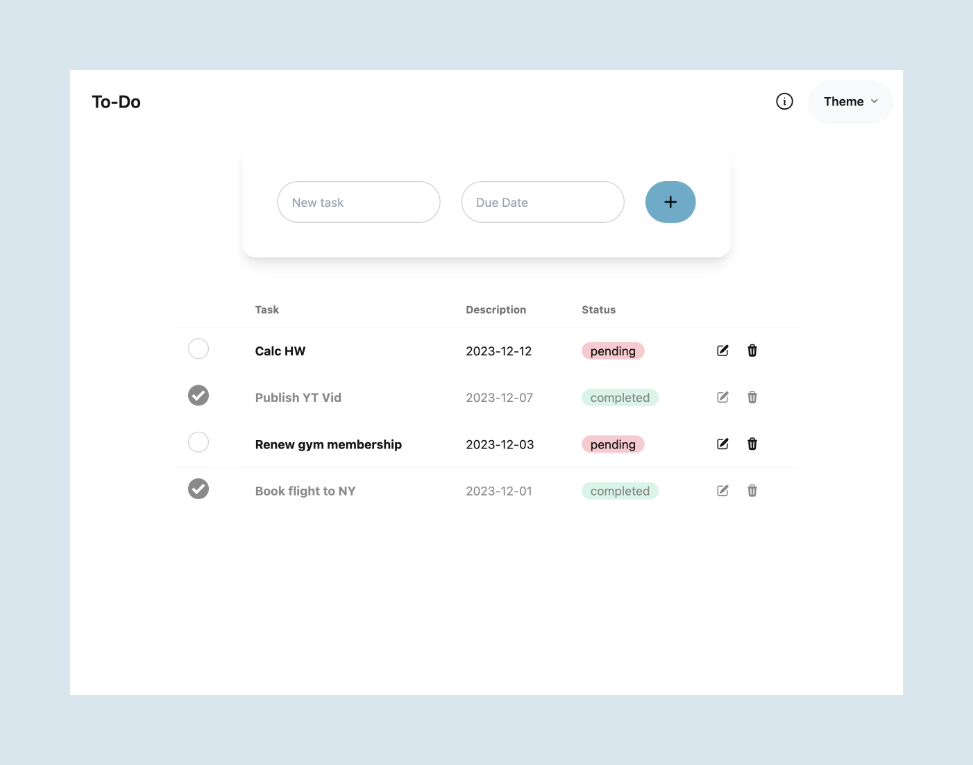 To-Do
Theme
New task Due Date
Task Description Status
Calc HW 2023-12-12 pending
Publish YT Vid 2023-12-07 completed
Renew gym membership 2023-12-03 pending
Book flight to NY 2023-12-01 completed